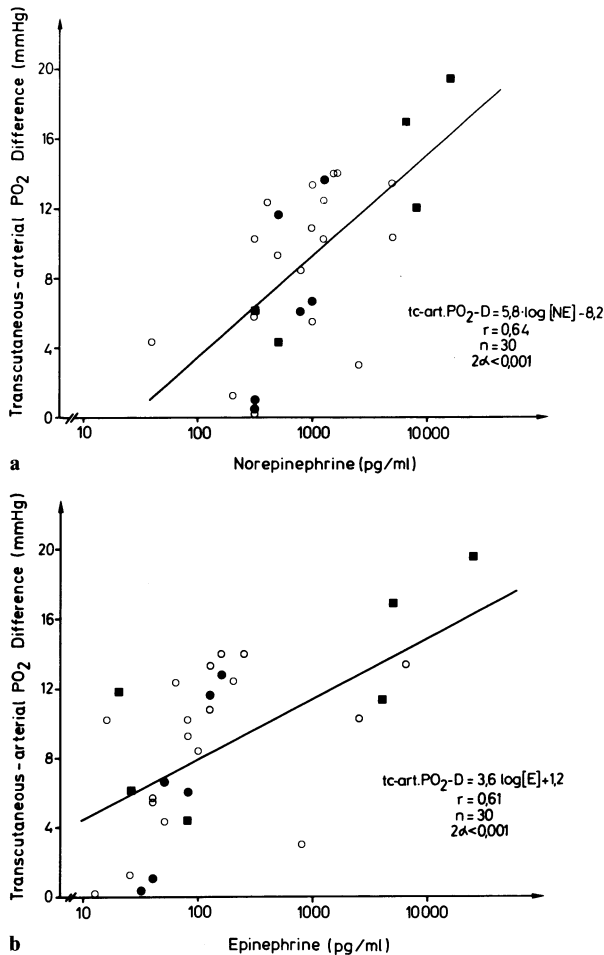 Transcutaneous-arterial PO2 Difference (mmHg)
20
16
12
8
4
0
10
100
1000
10000
tc-art.PO2-D = 5,8·log [NE] -8,2
r = 0,64
n = 30
2α < 0,001
a
Norepinephrine (pg/ml)
Transcutaneous-arterial PO2 Difference (mmHg)
20
16
12
8
4
0
10
100
1000
10000
tc-art.PO2-D = 3,6 log[E]+1,2
r = 0,61
n = 30
2α<0,001
b
Epinephrine (pg/ml)